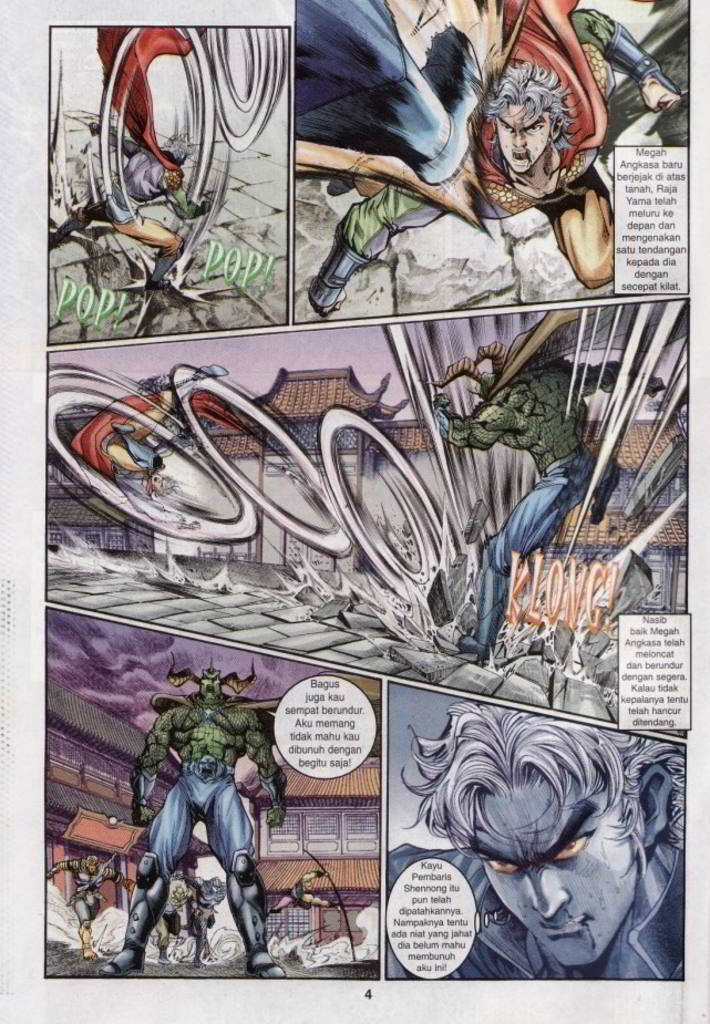 POP!
POP!
Megah
Angkasa baru
berjejak di atas
tanah, Raja
Yama telah
meluru ke
depan dan
mengenakan
satu tendangan
kepada dia
dengan
secepat kilat.
KLONG!
Nasib
baik Megah
Angkasa telah
meloncat
dan berundur
dengan segera.
Kalau tidak
kepalanya tentu
telah hancur
ditendang.
Bagus
juga kau
sempat berundur.
Aku memang
tidak mahu kau
dibunuh dengan
begitu saja!
Kayu
Pembaris
Shennong itu
pun telah
dipatahkannya.
Nampaknya tentu
ada niat yang jahat
dia belum mahu
membunuh
aku ini!
4